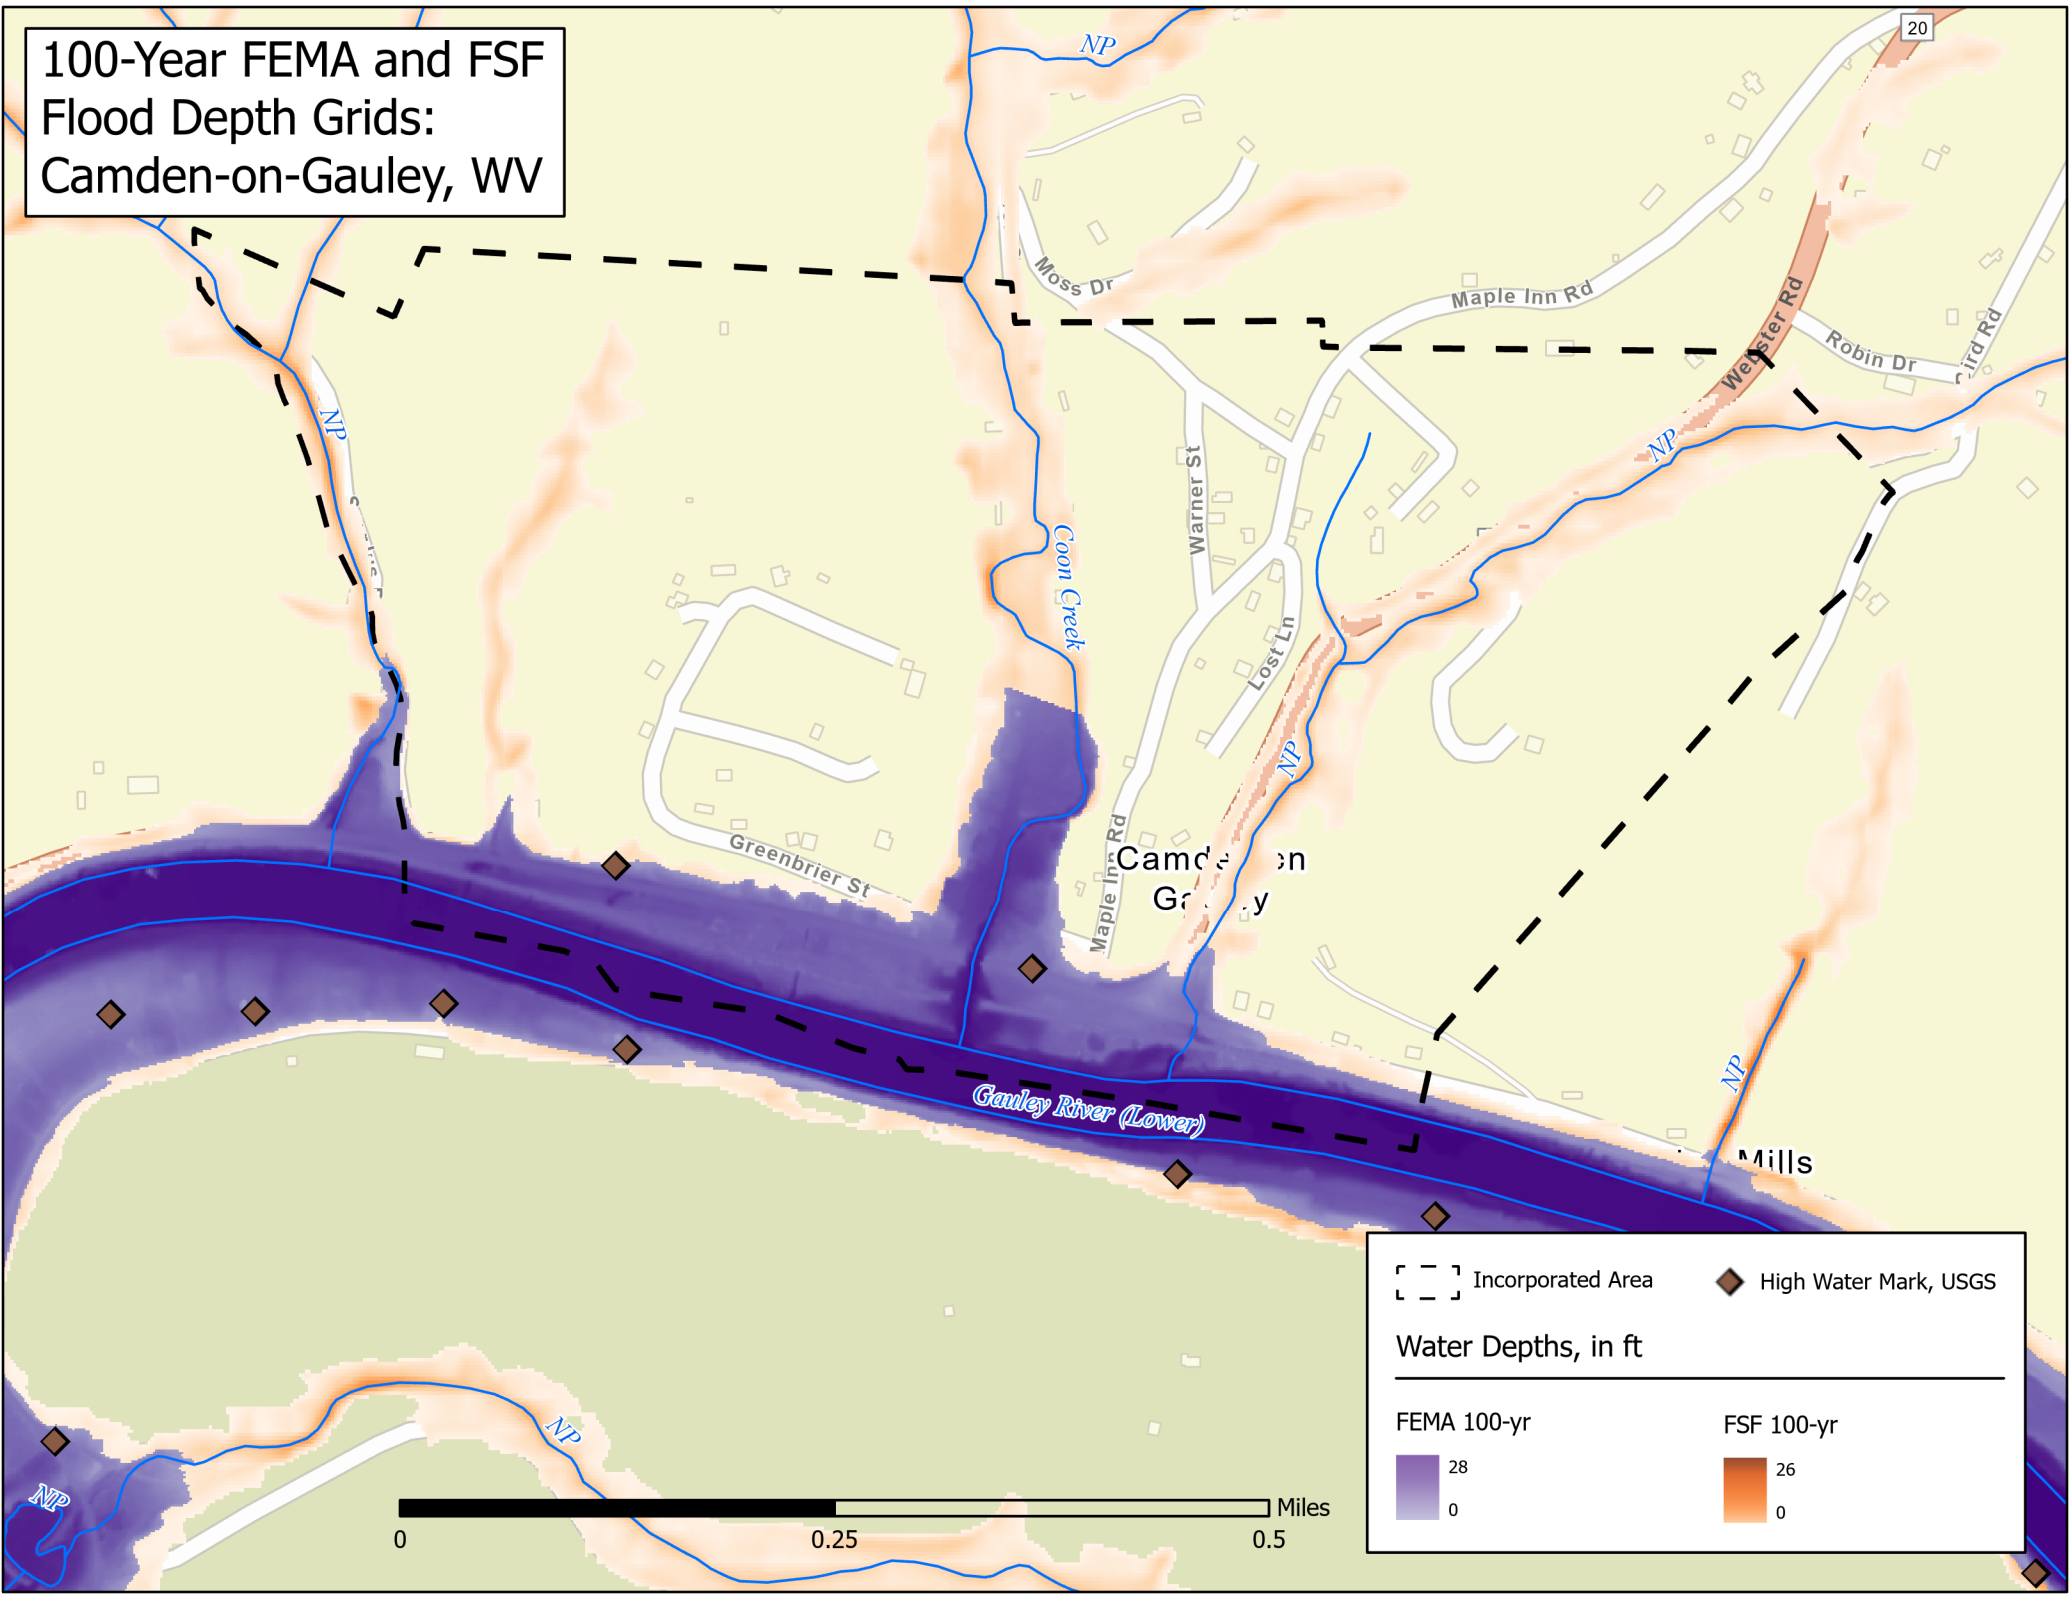 100-Year FEMA and FSF
Flood Depth Grids:
Camden-on-Gauley, WV
20
NP
Moss Dr
Maple Inn Rd
Webster Rd
Robin Dr
NP
NP
Warner St
Coon Creek
Lost Ln
NP
Greenbrier St
Maple Inn Rd
Gauley River (Lower)
NP
Mills
NP
NP
0 0.25 0.5 Miles
Incorporated Area
High Water Mark, USGS
Water Depths, in ft
FEMA 100-yr
28
0
FSF 100-yr
26
0